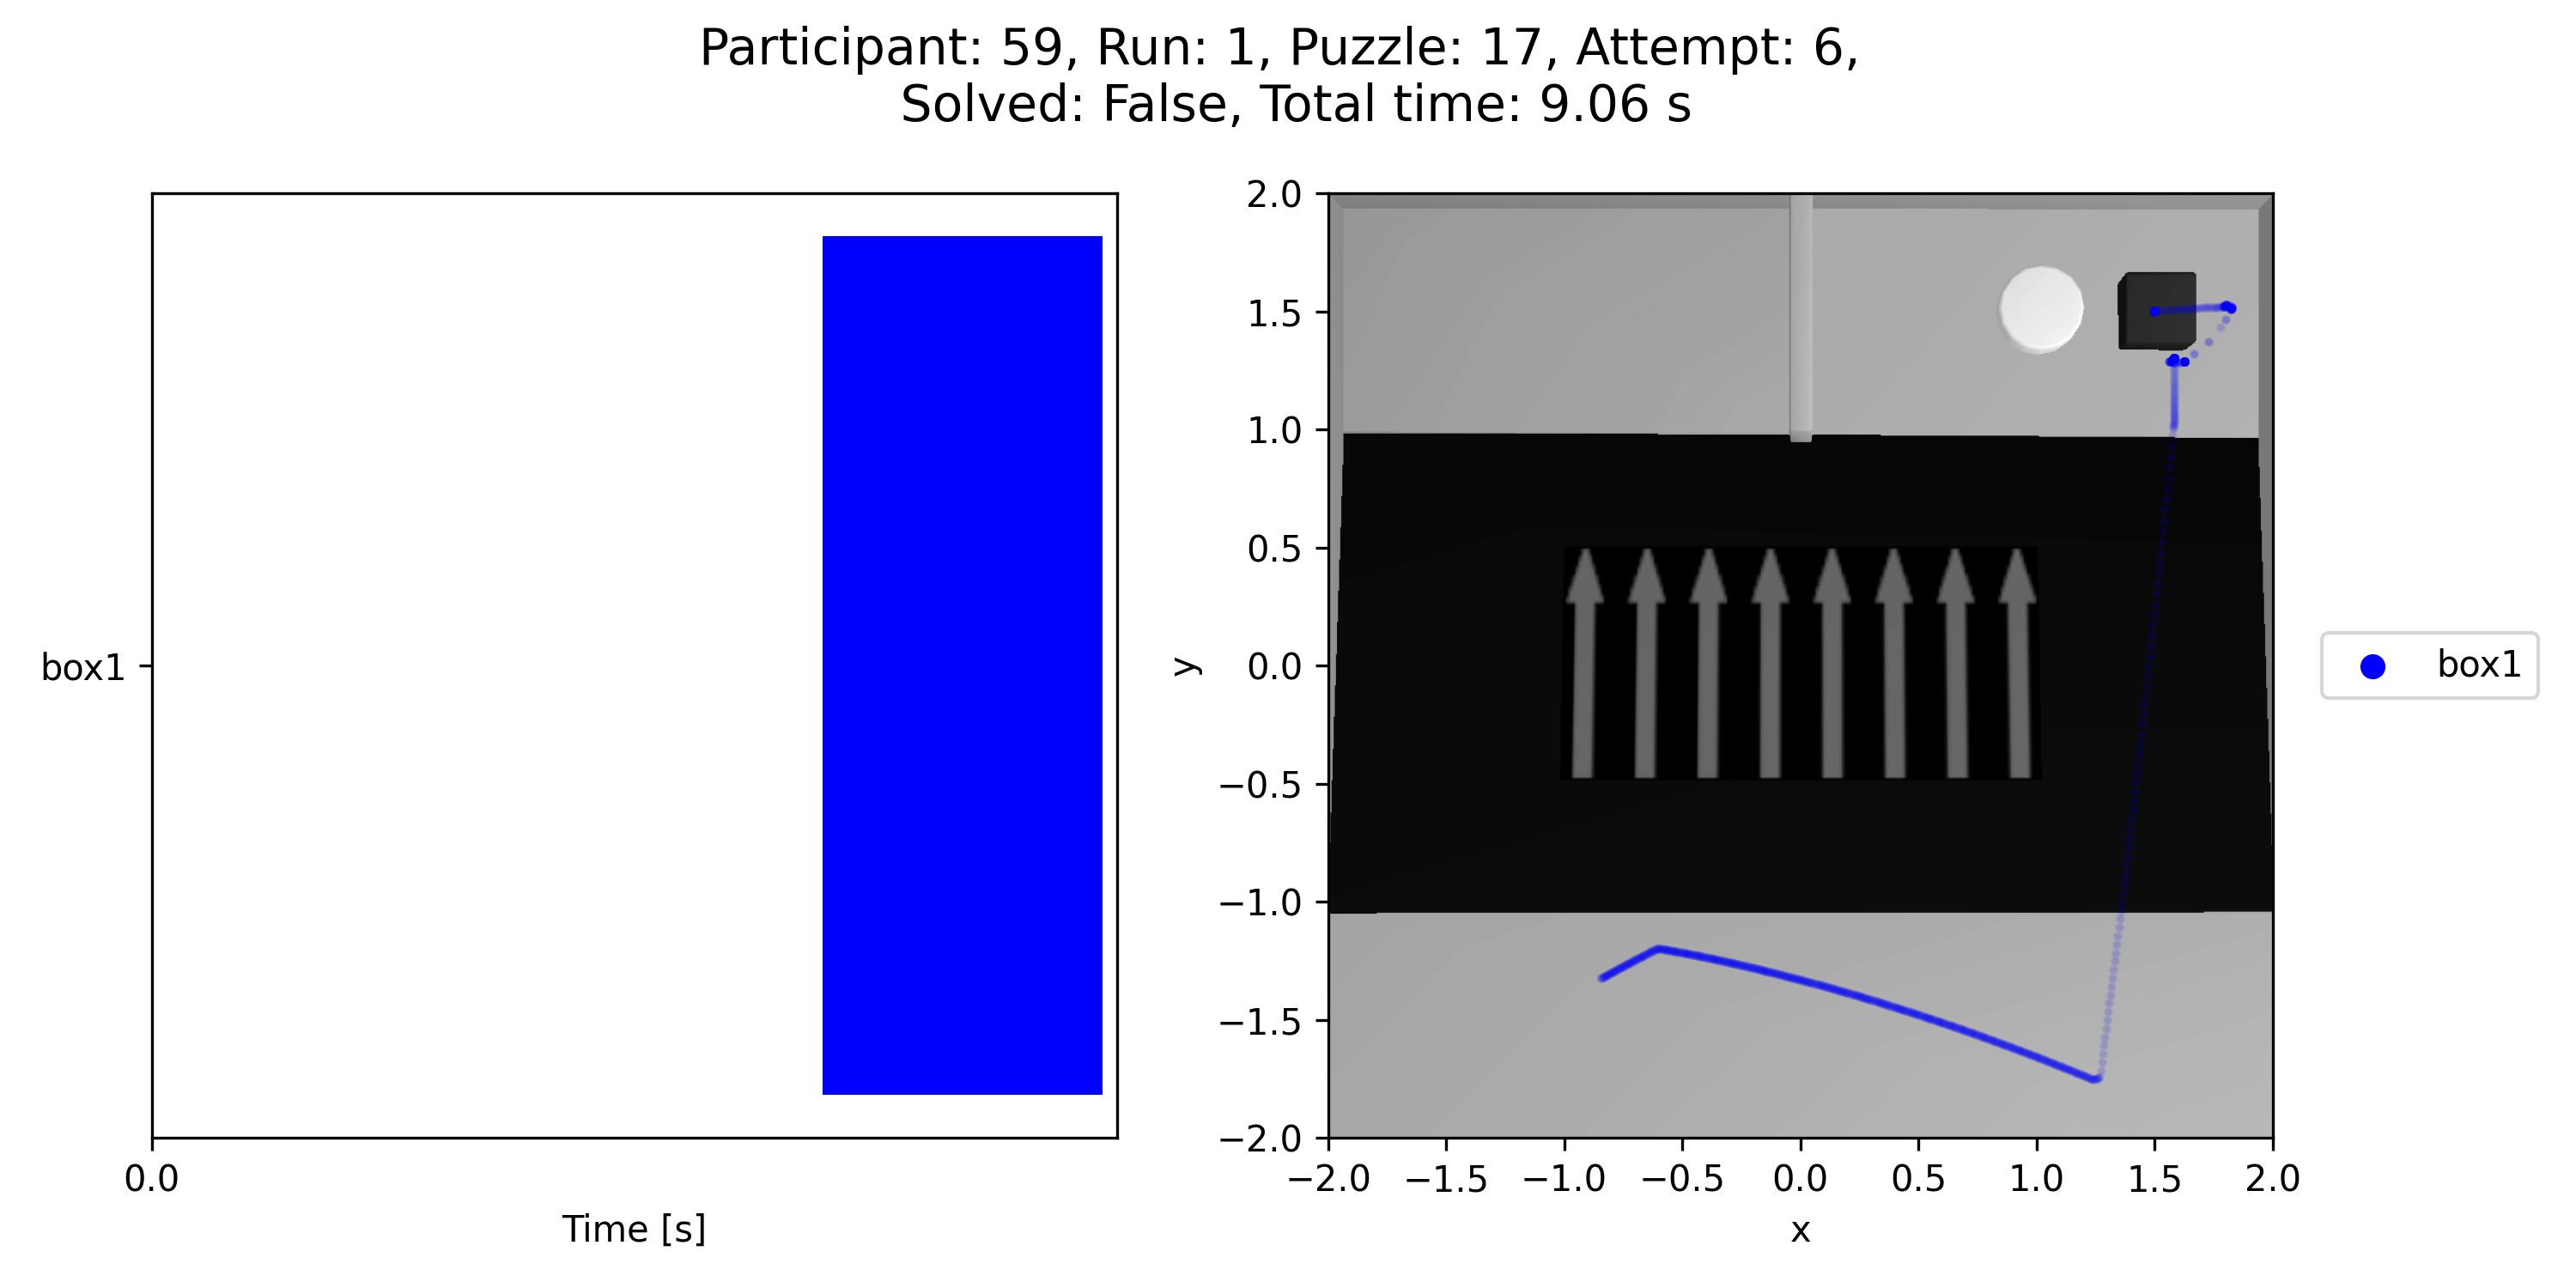 Participant: 59, Run: 1, Puzzle: 17, Attempt: 6,
Solved: False, Total time: 9.06 s
box1
0.0
Time [s]
2.0
1.5
1.0
0.5
0.0
−0.5
−1.0
−1.5
−2.0
y
−2.0 −1.5 −1.0 −0.5 0.0 0.5 1.0 1.5 2.0
x
box1